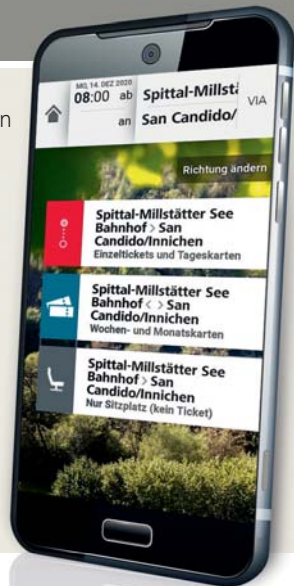 n
MO, 14. DEZ 2020
08:00 ab Spittal-Millstä
VIA
an San Candido/
Richtung ändern
Spittal-Millstätter See
Bahnhof > San
Candido/Innichen
Einzeltickets und Tageskarten
Spittal-Millstätter See
Bahnhof < > San
Candido/Innichen
Wochen- und Monatskarten
Spittal-Millstätter See
Bahnhof > San
Candido/Innichen
Nur Sitzplatz (kein Ticket)